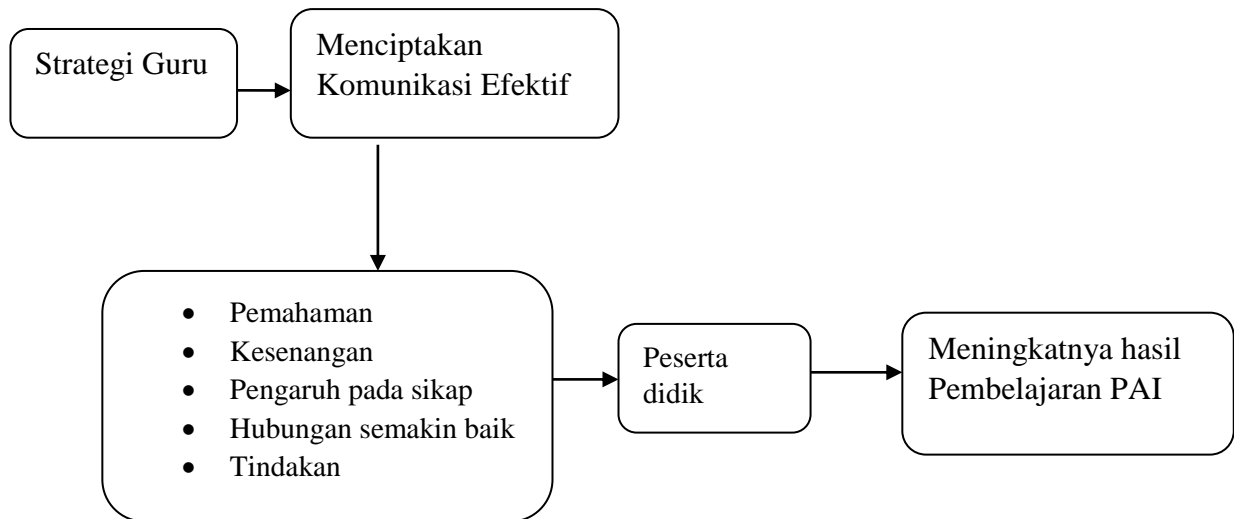 Strategi Guru
Menciptakan
Komunikasi Efektif
• Pemahaman
• Kesenangan
• Pengaruh pada sikap
• Hubungan semakin baik
• Tindakan
Peserta
didik
Meningkatnya hasil
Pembelajaran PAI